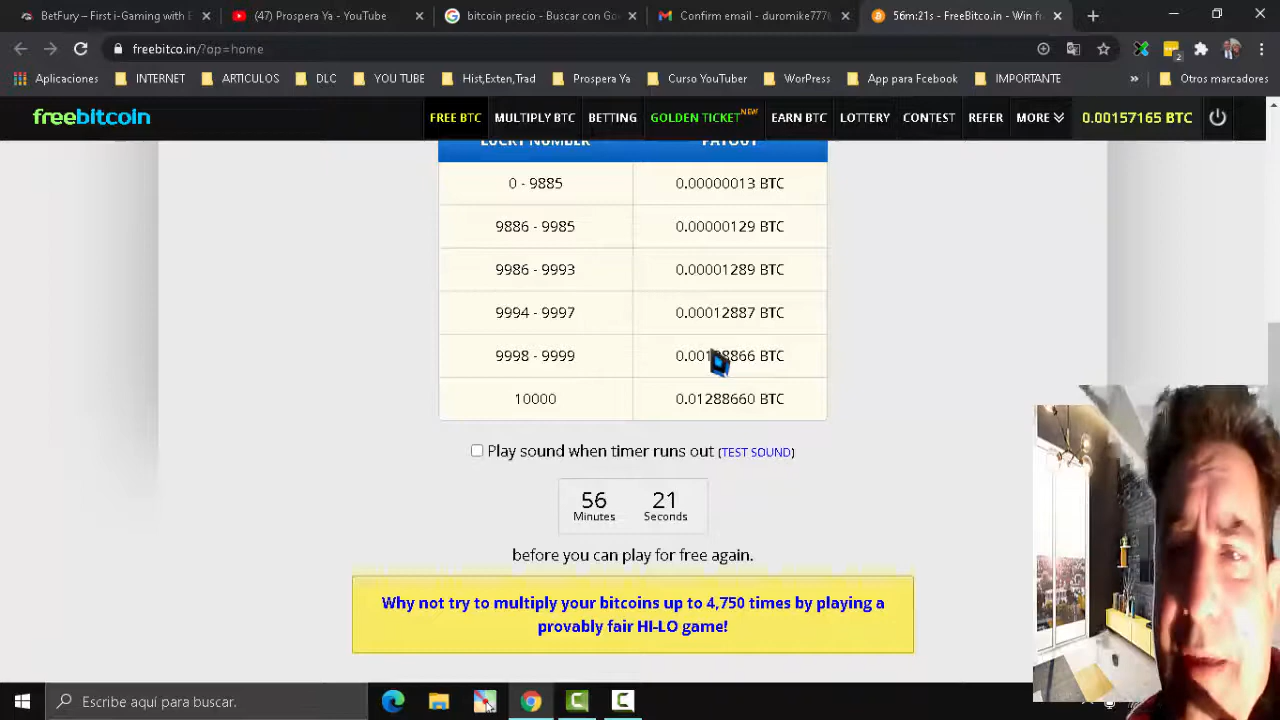 BetFury – First i-Gaming with B
(47) Prospera Ya - YouTube
bitcoin precio - Buscar con Go
Confirm email - duromike777@
56m:21s - FreeBitco.in - Win f
freebitco.in/?op=home
2
Aplicaciones INTERNET ARTICULOS DLC YOU TUBE Hist,Exten,Trad Prospera Ya Curso YouTuber WorPress App para Fcebook IMPORTANTE » Otros marcadores
freebitcoin FREE BTC MULTIPLY BTC BETTING GOLDEN TICKET NEW EARN BTC LOTTERY CONTEST REFER MORE 0.00157165 BTC
LUCKY NUMBER PAYOUT
0 - 9885 0.00000013 BTC
9886 - 9985 0.00000129 BTC
9986 - 9993 0.00001289 BTC
9994 - 9997 0.00012887 BTC
9998 - 9999 BTC
10000 0.01288660 BTC
Play sound when timer runs out (TEST SOUND)
56 21
Minutes Seconds
before you can play for free again.
Why not try to multiply your bitcoins up to 4,750 times by playing a
provably fair HI-LO game!
Escribe aquí para buscar.